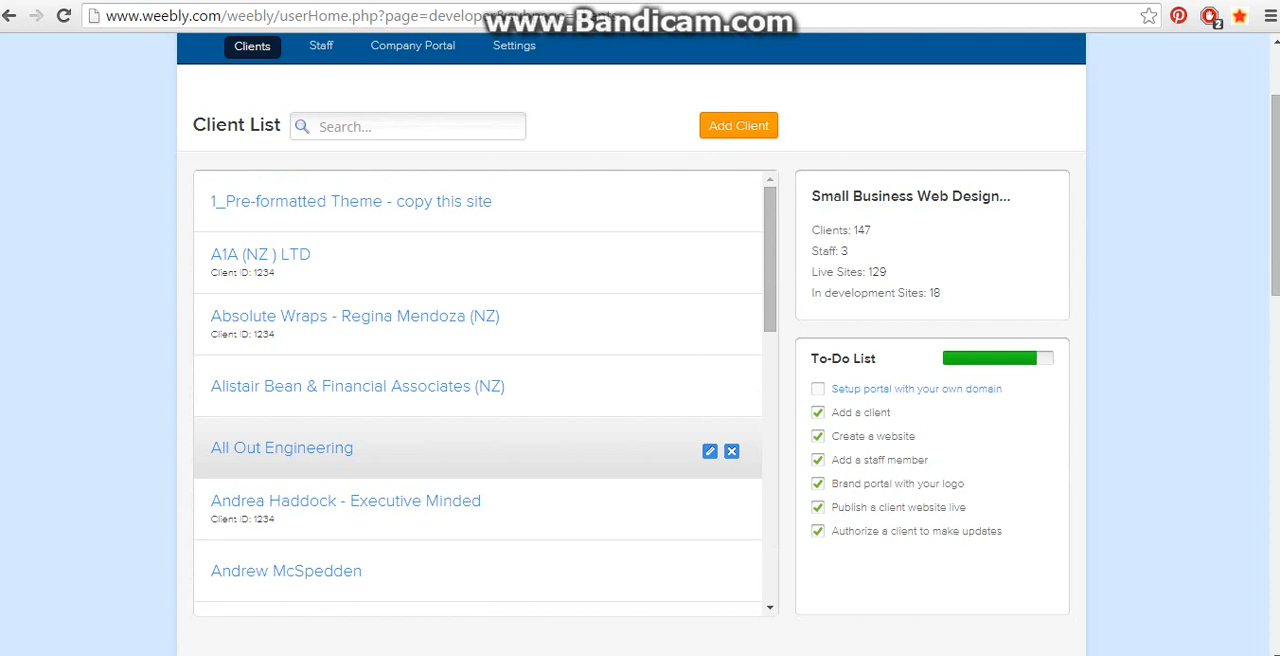 www.weebly.com/weebly/userHome.php?page=develope
www.Bandicam.com
2
Clients
Staff
Company Portal
Settings
Client List
Search...
Add Client
1_Pre-formatted Theme - copy this site
A1A (NZ ) LTD
Client ID: 1234
Absolute Wraps - Regina Mendoza (NZ)
Client ID: 1234
Alistair Bean & Financial Associates (NZ)
All Out Engineering
Andrea Haddock - Executive Minded
Client ID: 1234
Andrew McSpedden
Small Business Web Design...
Clients: 147
Staff: 3
Live Sites: 129
In development Sites: 18
To-Do List
Setup portal with your own domain
Add a client
Create a website
Add a staff member
Brand portal with your logo
Publish a client website live
Authorize a client to make updates